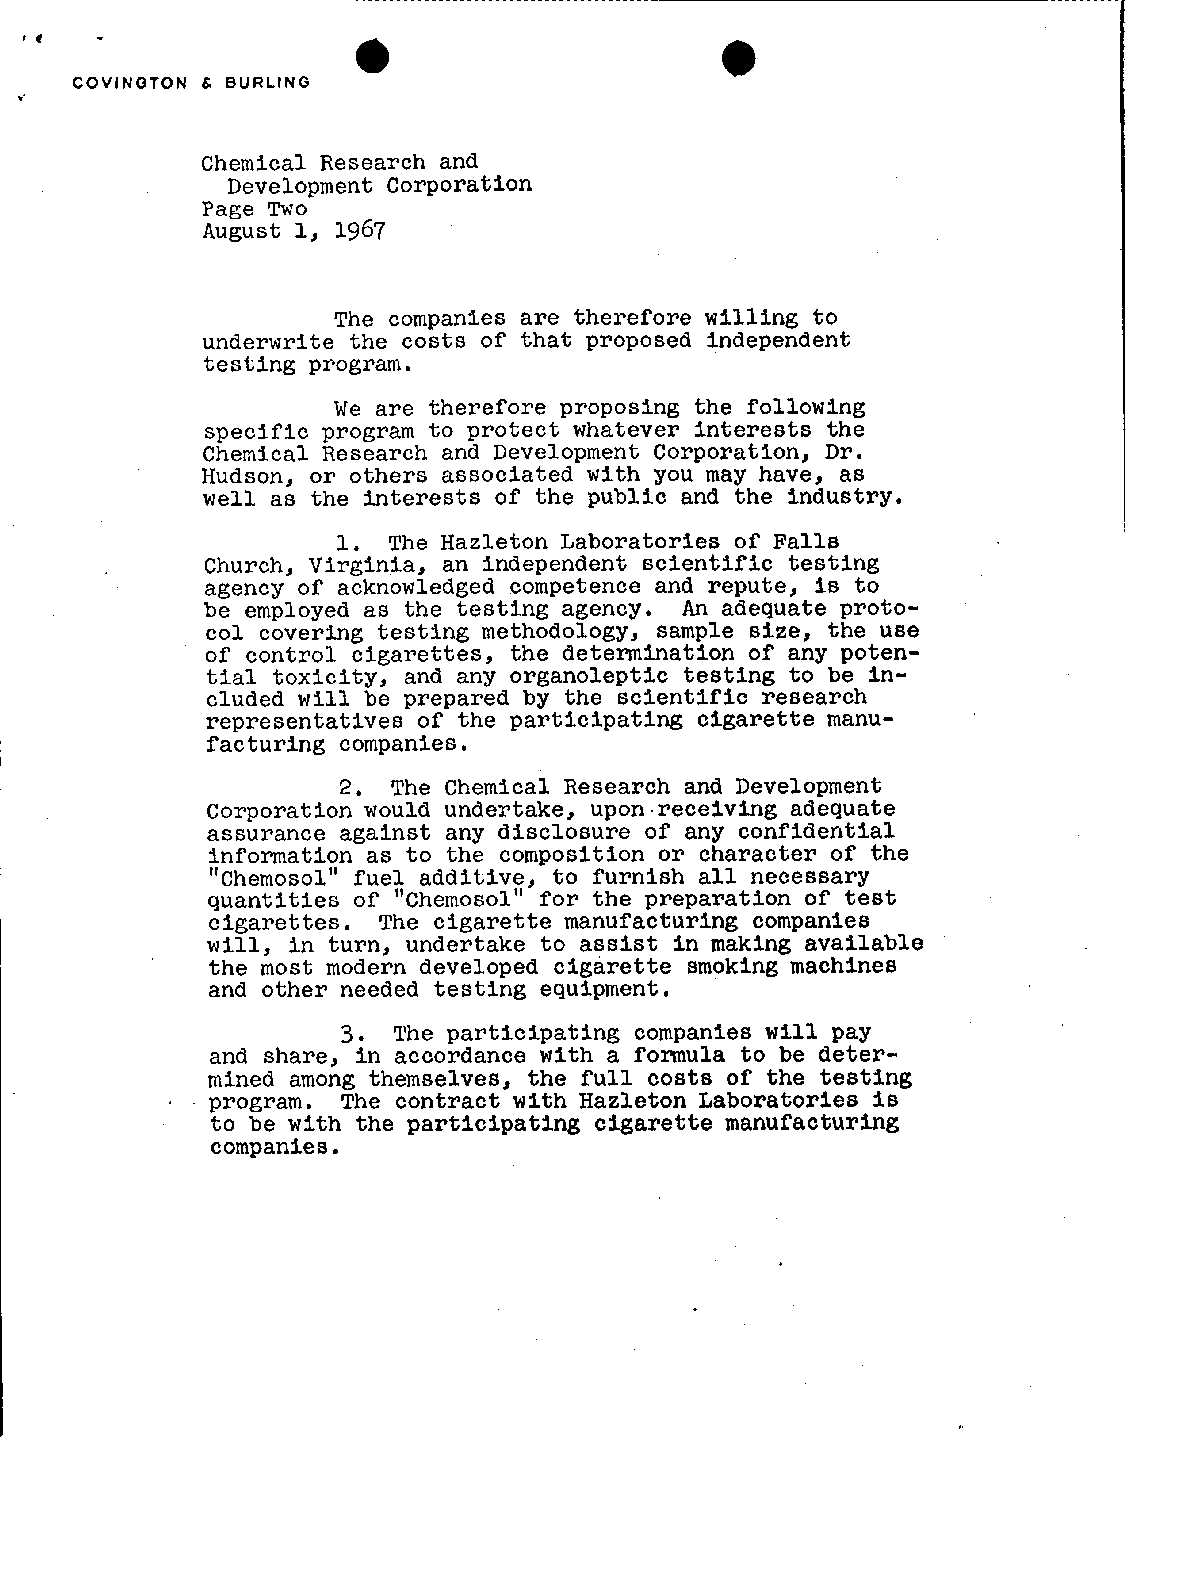 COVINGTON & BURLING
Chemical Research and
Development Corporation
Page Two
August 1, 1967
The companies are therefore willing to
underwrite the costs of that proposed independent
testing program.
We are therefore proposing the following
specific program to protect whatever interests the
Chemical Research and Development Corporation, Dr.
Hudson, or others associated with you may have, as
well as the interests of the public and the industry.
1. The Hazleton Laboratories of Falls
Church, Virginia, an independent scientific testing
agency of acknowledged competence and repute, is to
be employed as the testing agency. An adequate proto-
col covering testing methodology, sample size, the use
of control cigarettes, the determination of any poten-
tial toxicity, and any organoleptic testing to be in-
cluded will be prepared by the scientific research
representatives of the participating cigarette manu-
facturing companies.
2. The Chemical Research and Development
Corporation would undertake, upon receiving adequate
assurance against any disclosure of any confidential
information as to the composition or character of the
"Chemosol" fuel additive, to furnish all necessary
quantities of "Chemosol" for the preparation of test
cigarettes. The cigarette manufacturing companies
will, in turn, undertake to assist in making available
the most modern developed cigarette smoking machines
and other needed testing equipment.
3. The participating companies will pay
and share, in accordance with a formula to be deter-
mined among themselves, the full costs of the testing
program. The contract with Hazleton Laboratories is
to be with the participating cigarette manufacturing
companies.